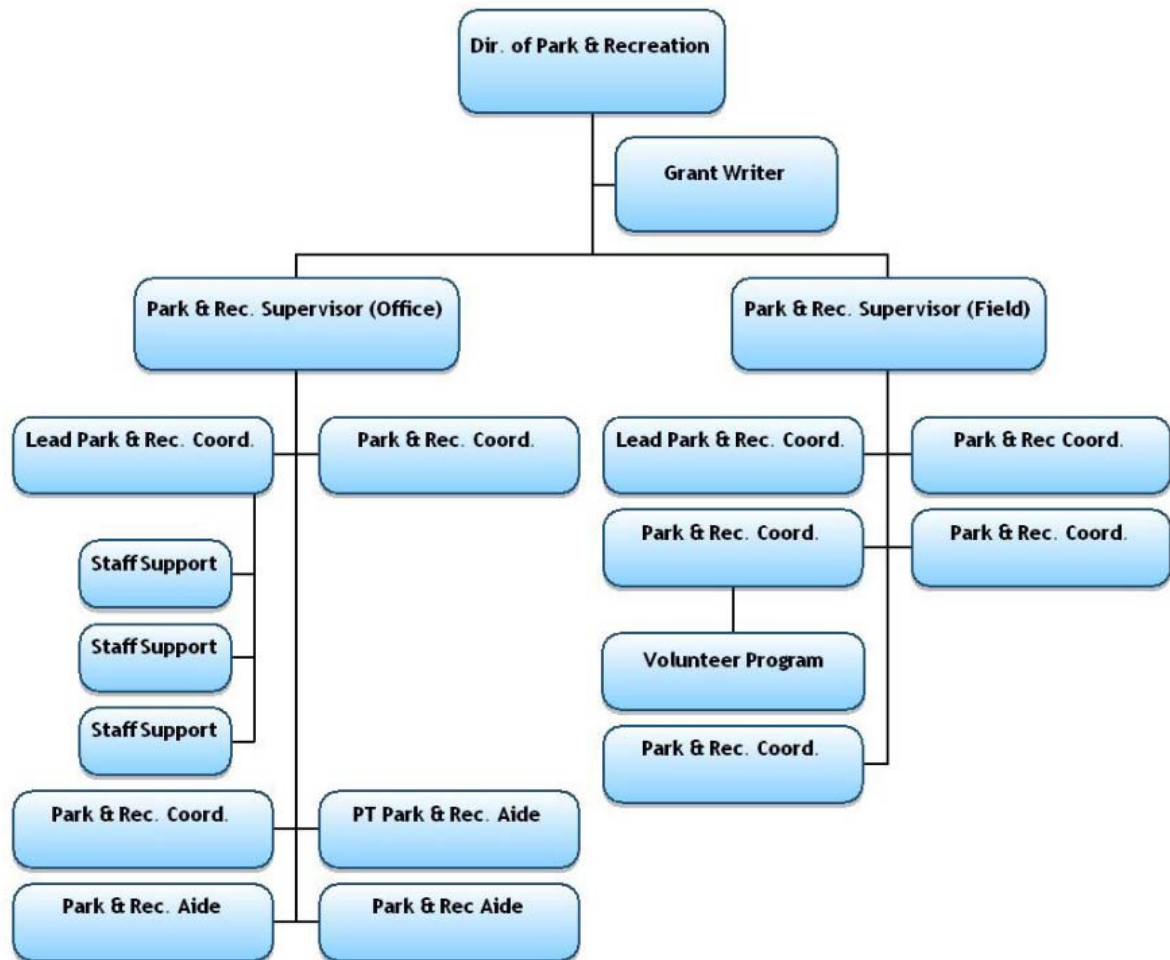 Dir. of Park & Recreation
Grant Writer
Park & Rec. Supervisor (Office)
Park & Rec. Supervisor (Field)
Lead Park & Rec. Coord.
Park & Rec. Coord.
Lead Park & Rec. Coord.
Park & Rec Coord.
Park & Rec. Coord.
Park & Rec. Coord.
Staff Support
Staff Support
Staff Support
Volunteer Program
Park & Rec. Coord.
Park & Rec. Coord.
PT Park & Rec. Aide
Park & Rec. Aide
Park & Rec Aide